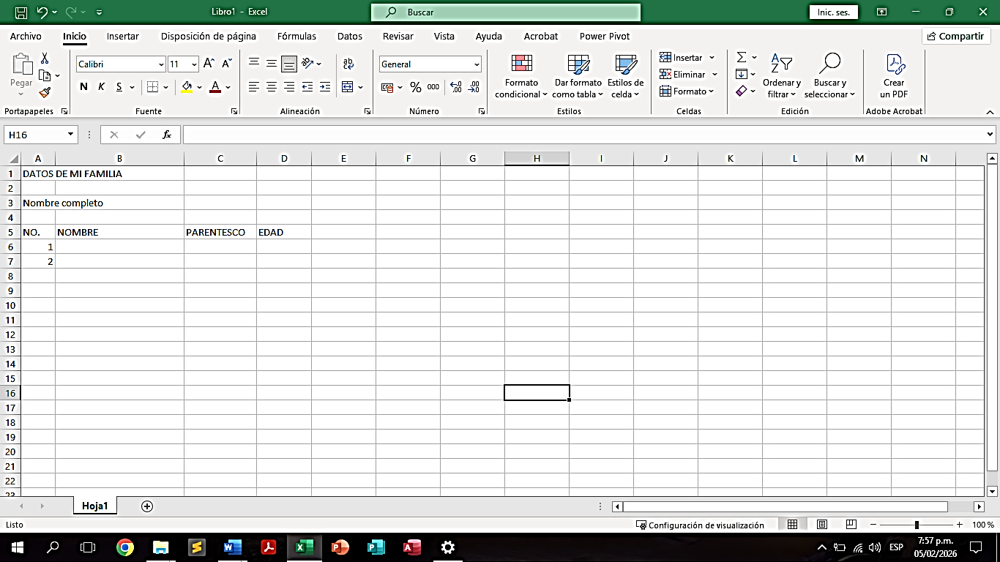 Libro1 - Excel
Buscar
Inic. ses.
Archivo Inicio Insertar Disposición de página Fórmulas Datos Revisar Vista Ayuda Acrobat Power Pivot
Compartir
Pegar
Portapapeles
Calibri 11
N K S
Fuente
Alineación
General
% 000
Número
Formato condicional
Dar formato como tabla
Estilos de celda
Estilos
Insertar
Eliminar
Formato
Celdas
Ordenar y filtrar
Buscar y seleccionar
Edición
Crear un PDF
Adobe Acrobat
H16 fx
A B C D E F G H I J K L M N
1 DATOS DE MI FAMILIA
2
3 Nombre completo
4
5 NO. NOMBRE PARENTESCO EDAD
6 1
7 2
8
9
10
11
12
13
14
15
16
17
18
19
20
21
22
23
Hoja1
Listo
Configuración de visualización
100 %
ESP
7:57 p.m.
05/02/2026